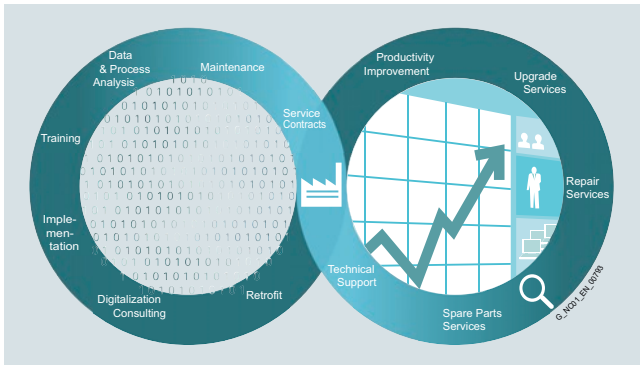 Data
& Process
Analysis
Maintenance
Service
Contracts
Training
Imple-
men-
tation
Digitalization
Consulting
Retrofit
Productivity
Improvement
Upgrade
Services
Repair
Services
Technical
Support
Spare Parts
Services
G_NC01_EN_00793